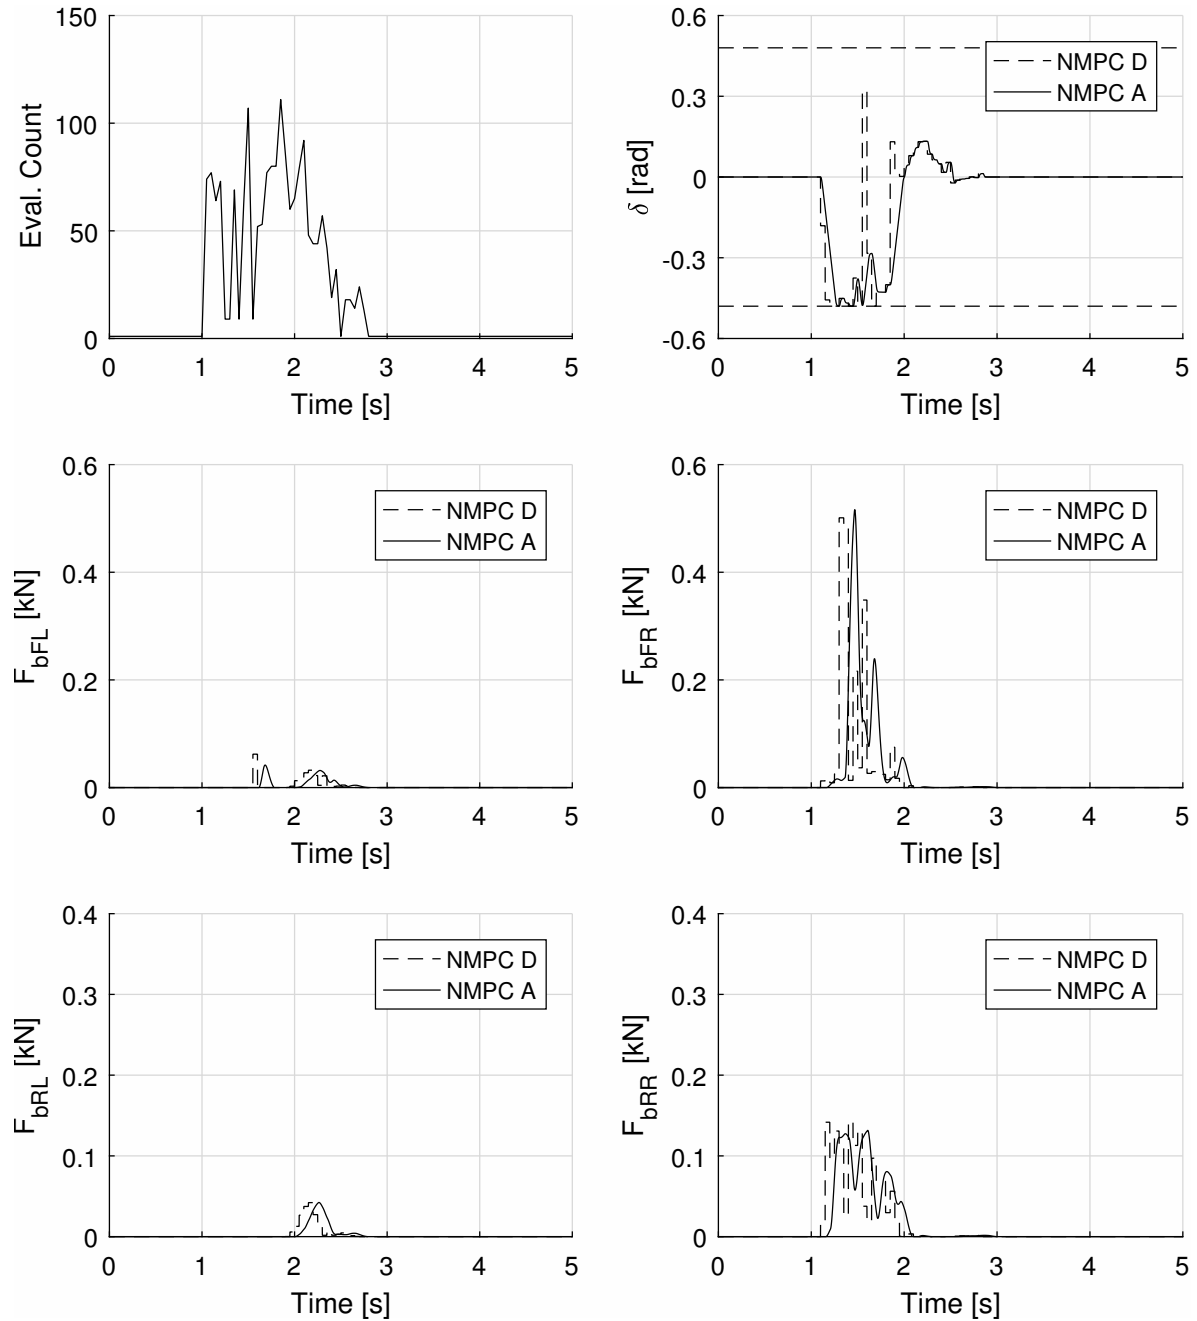 150
100
50
0
Eval. Count
0 1 2 3 4 5
Time [s]
0.6
0.3
0
-0.3
-0.6
δ [rad]
NMPC D
NMPC A
0 1 2 3 4 5
Time [s]
0.6
0.4
0.2
0
F_bFL [kN]
NMPC D
NMPC A
0 1 2 3 4 5
Time [s]
0.6
0.4
0.2
0
F_bFR [kN]
NMPC D
NMPC A
0 1 2 3 4 5
Time [s]
0.4
0.3
0.2
0.1
0
F_bRL [kN]
NMPC D
NMPC A
0 1 2 3 4 5
Time [s]
0.4
0.3
0.2
0.1
0
F_bRR [kN]
NMPC D
NMPC A
0 1 2 3 4 5
Time [s]